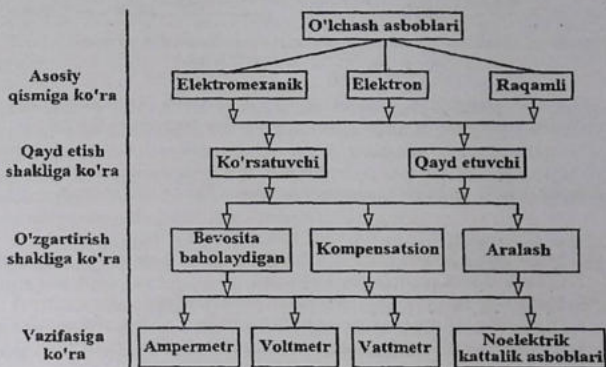 O'lchash asboblari
Asosiy
qismiga ko'ra
Elektromexanik
Elektron
Raqamli
Qayd etish
shakliga ko'ra
Ko'rsatuvchi
Qayd etuvchi
O'zgartirish
shakliga ko'ra
Bevosita
baholaydigan
Kompensatsion
Aralash
Vazifasiga
ko'ra
Ampermetr
Voltmetr
Vattmetr
Noelektrik
kattalik asboblari